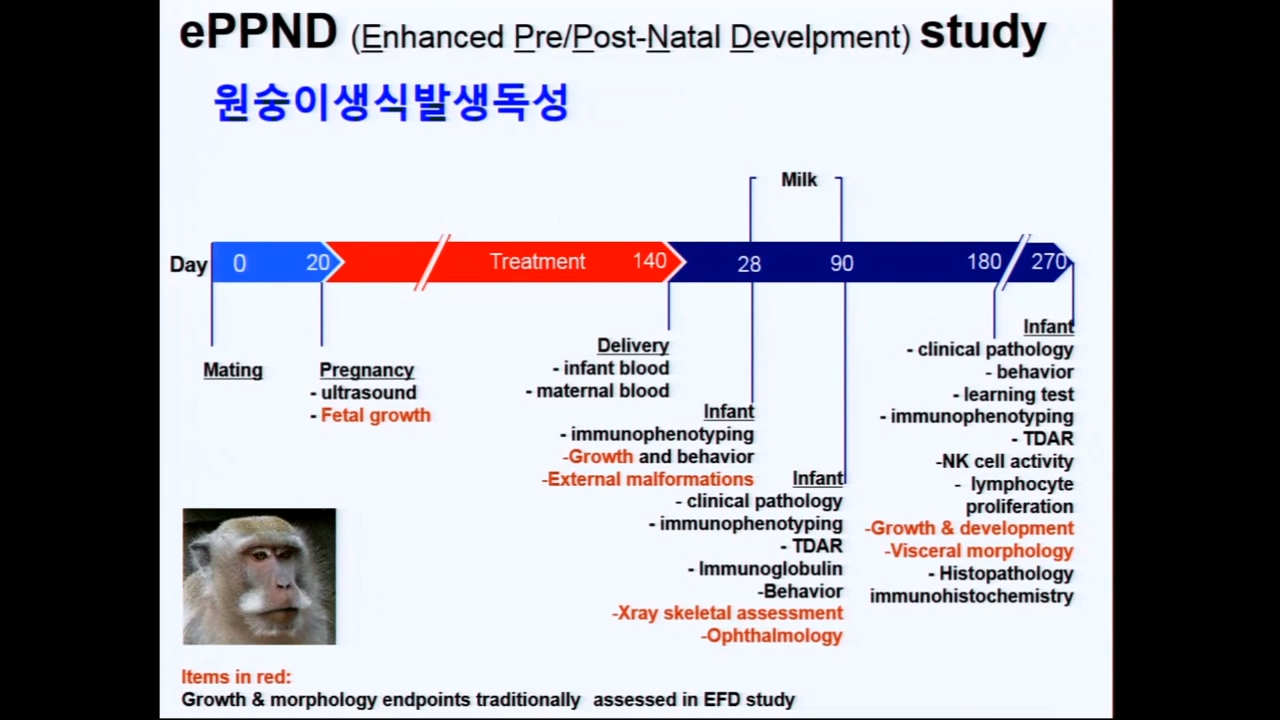 ePPND (Enhanced Pre/Post-Natal Develpment) study
원숭이생식발생독성
Milk
Day 0 20 Treatment 140 28 90 180 270
Mating
Pregnancy
- ultrasound
- Fetal growth
Delivery
- infant blood
- maternal blood
Infant
- immunophenotyping
-Growth and behavior
-External malformations
Infant
- clinical pathology
- immunophenotyping
- TDAR
- Immunoglobulin
-Behavior
-Xray skeletal assessment
-Ophthalmology
Infant
- clinical pathology
- behavior
- learning test
- immunophenotyping
- TDAR
-NK cell activity
- lymphocyte
proliferation
-Growth & development
-Visceral morphology
- Histopathology
immunohistochemistry
Items in red:
Growth & morphology endpoints traditionally assessed in EFD study